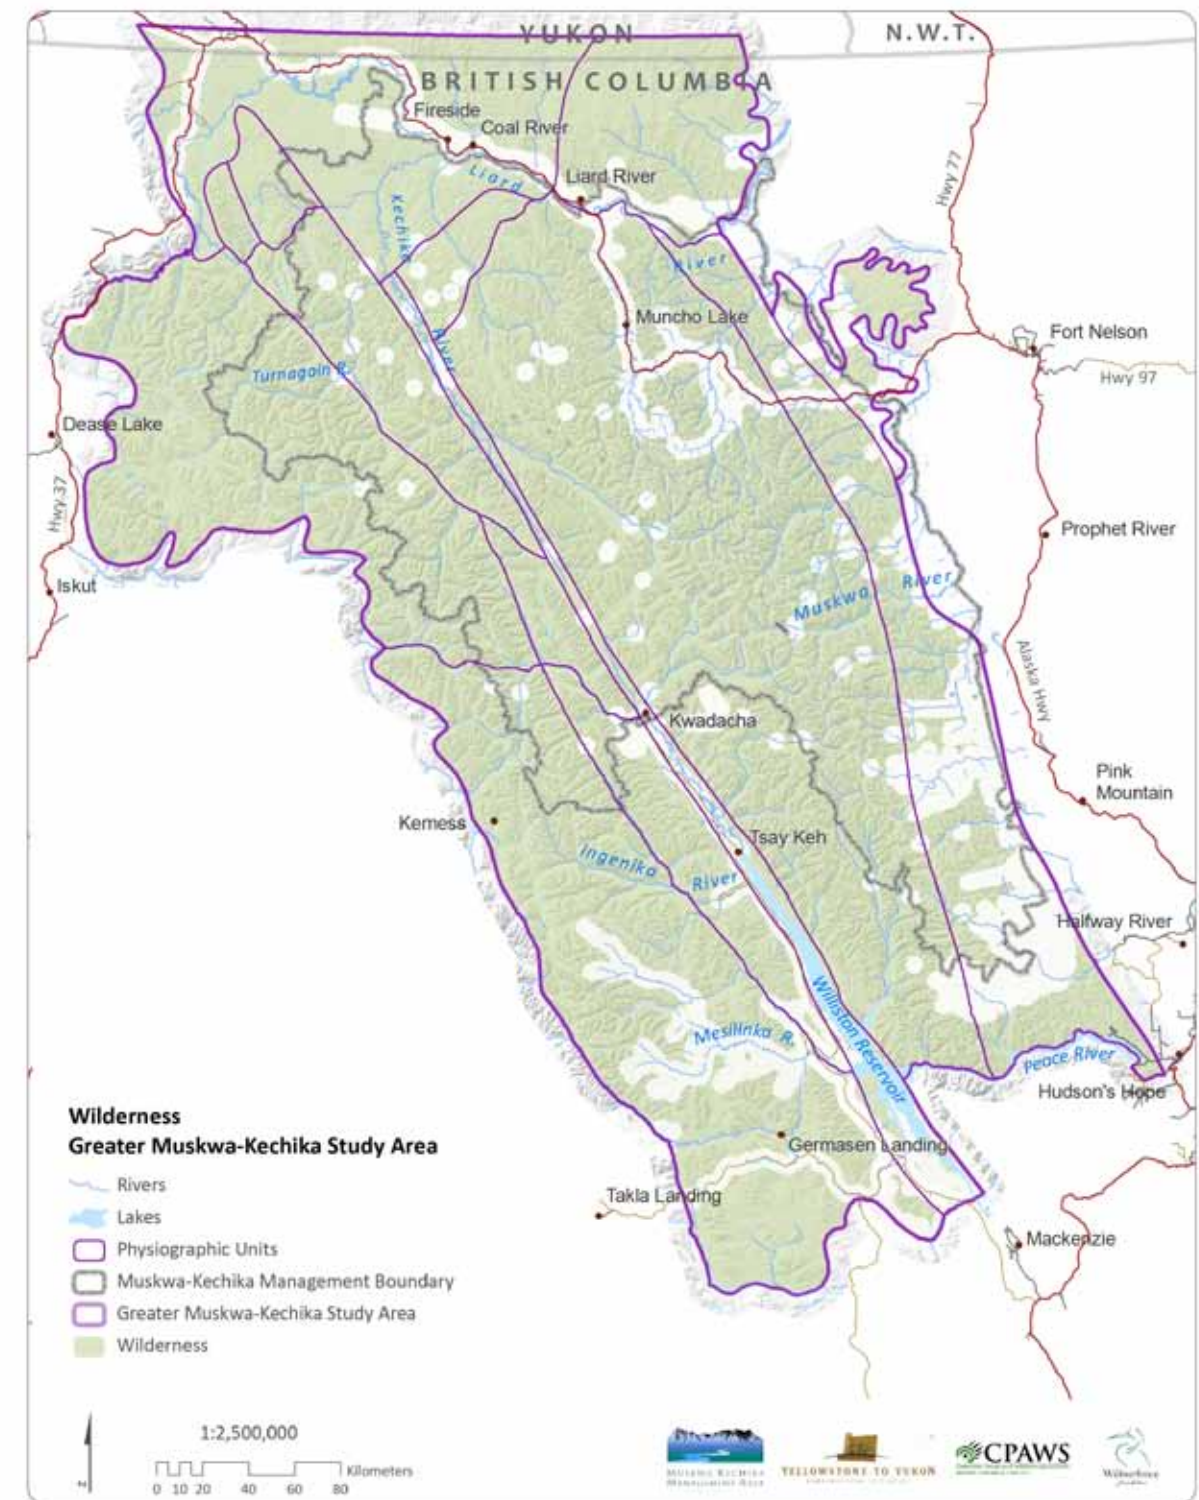 YUKON
N.W.T.
BRITISH COLUMBIA
Fireside
Coal River
Liard River
Liard
Kechika
River
River
Hwy 77
Muncho Lake
Fort Nelson
Hwy 97
Turnagain R.
Dease Lake
Hwy 37
Prophet River
Iskut
Muskwa River
Alaska Hwy
Kwadacha
Pink
Mountain
Kemess
Tsay Keh
Ingenika River
Halfway River
Williston Reservoir
Mesilinka R.
Peace River
Hudson's Hope
Germasen Landing
Takla Landing
Mackenzie
Wilderness
Greater Muskwa-Kechika Study Area
Rivers
Lakes
Physiographic Units
Muskwa-Kechika Management Boundary
Greater Muskwa-Kechika Study Area
Wilderness
1:2,500,000
Kilometers
0 10 20 40 60 80
N
MUSKWA-KECHIKA
MANAGEMENT AREA
YELLOWSTONE TO YUKON
CPAWS